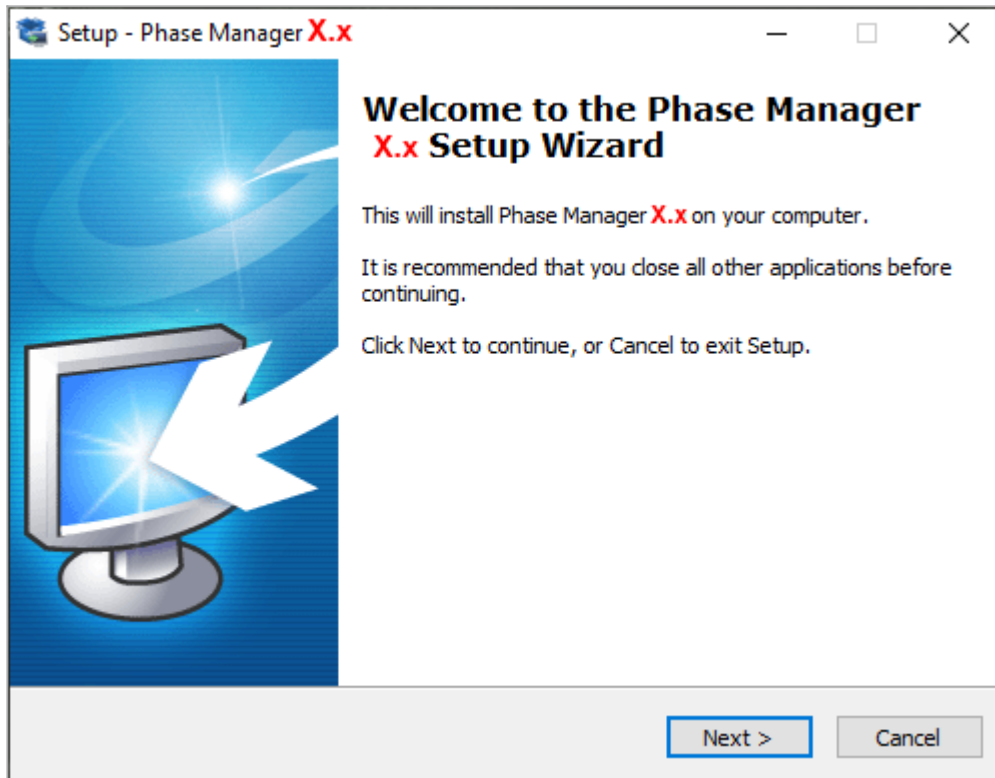 Setup - Phase Manager X.x
Welcome to the Phase Manager
X.x Setup Wizard
This will install Phase Manager X.x on your computer.
It is recommended that you close all other applications before
continuing.
Click Next to continue, or Cancel to exit Setup.
Next >
Cancel